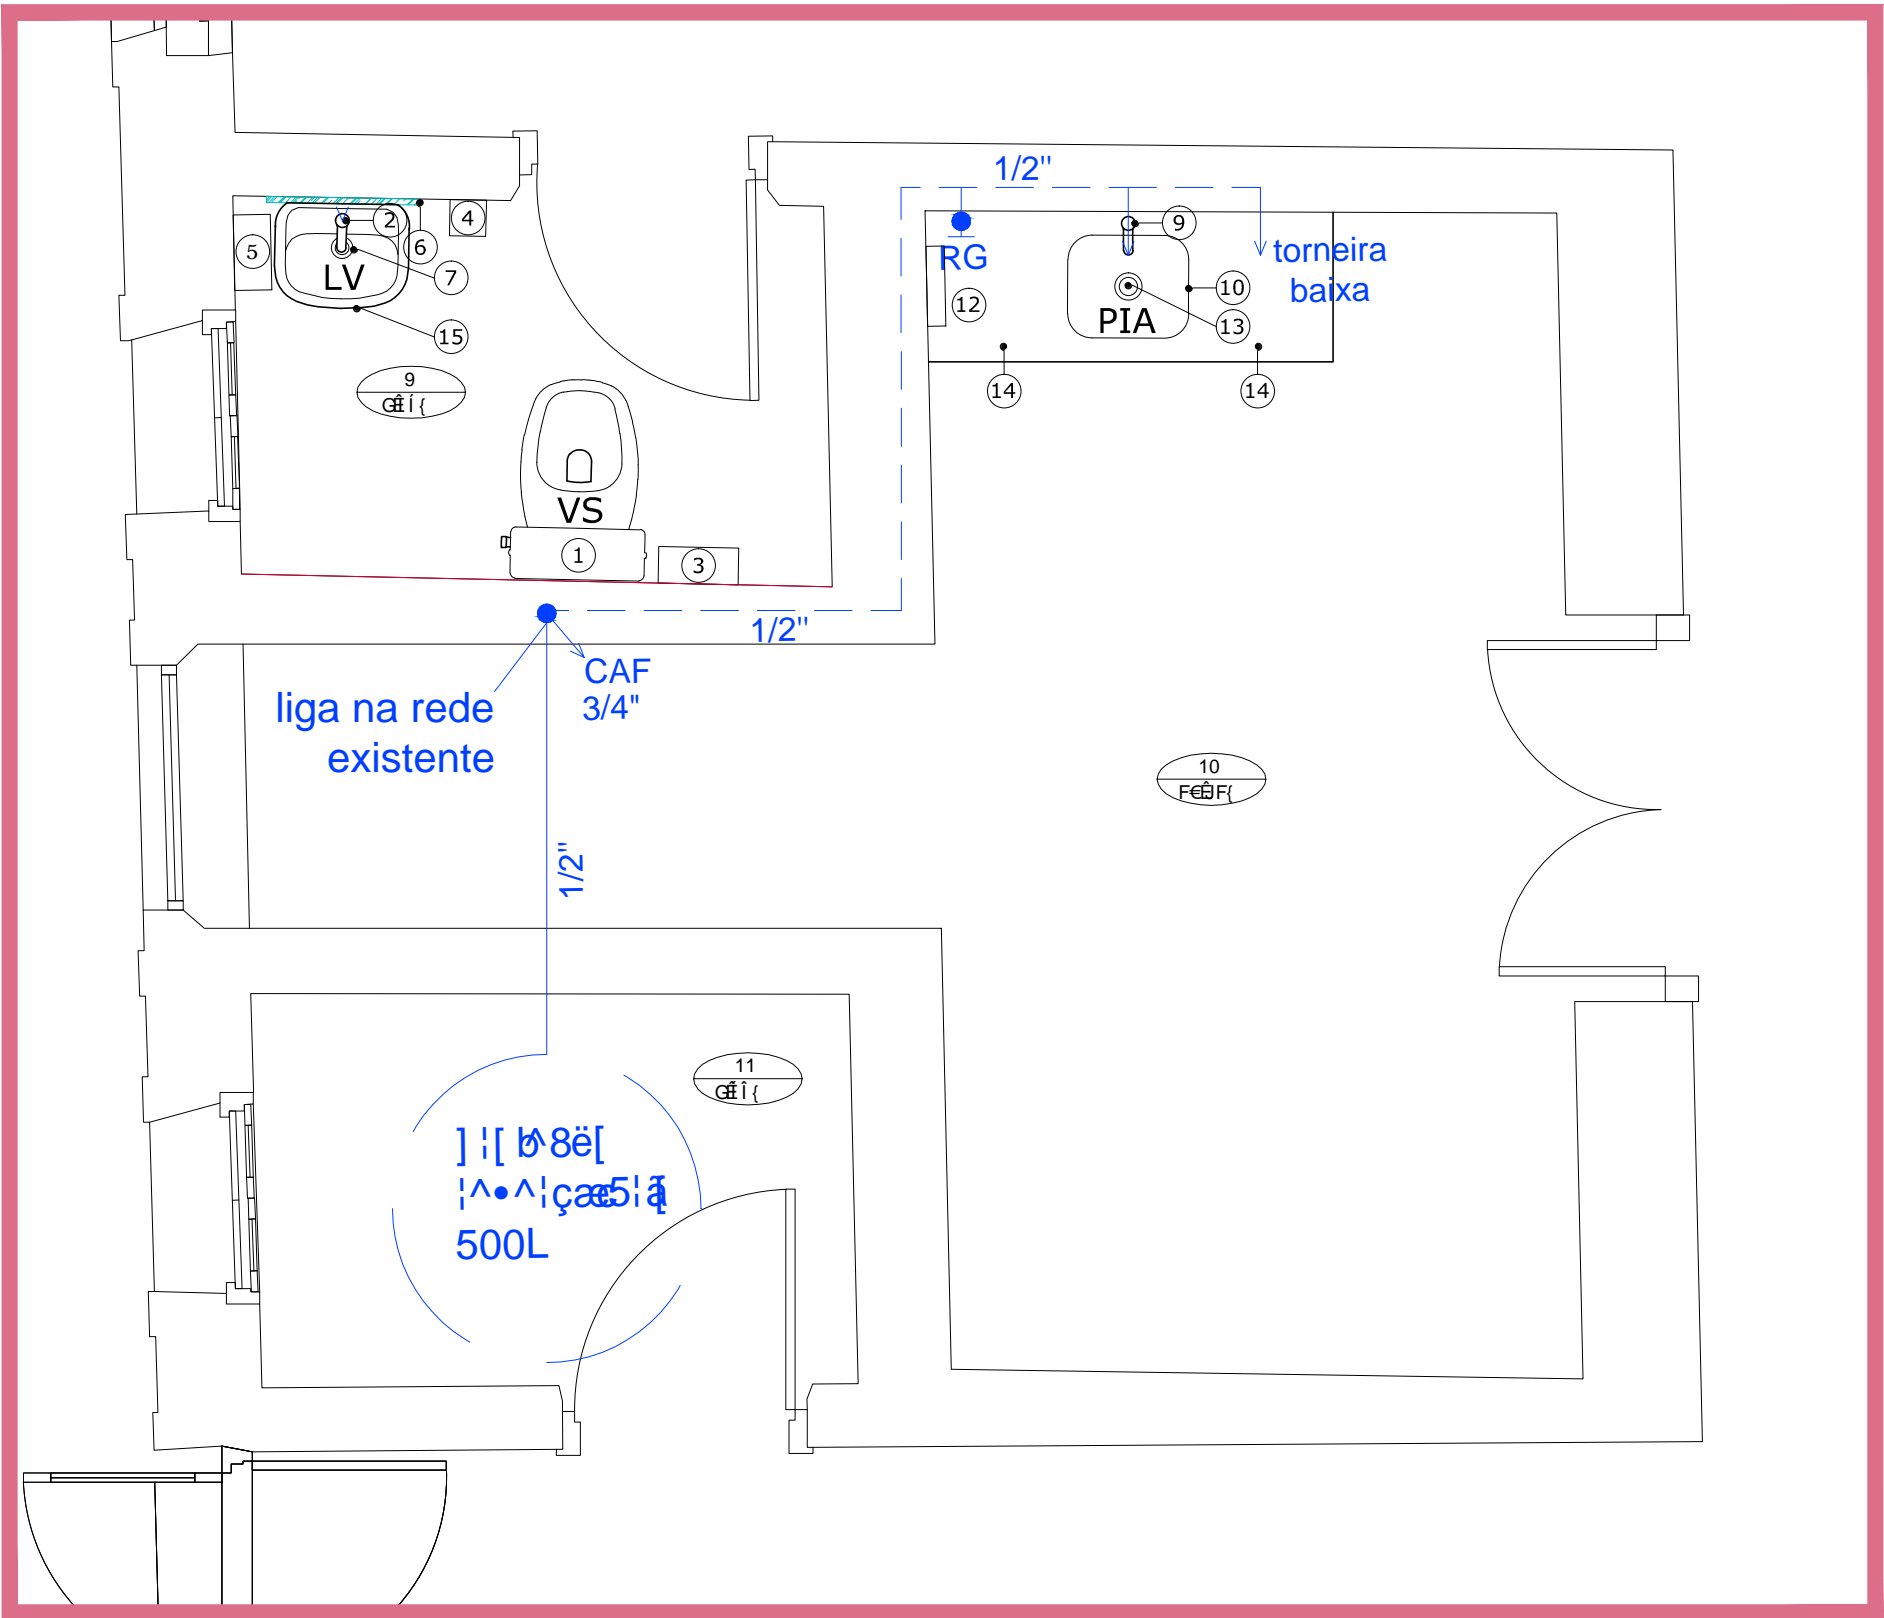 1/2"
2
4
5
6
7
LV
15
9
RG
9
torneira
baixa
12
10
13
PIA
14
14
VS
1
3
1/2"
CAF
3/4"
liga na rede
existente
10
1/2"
11
500L